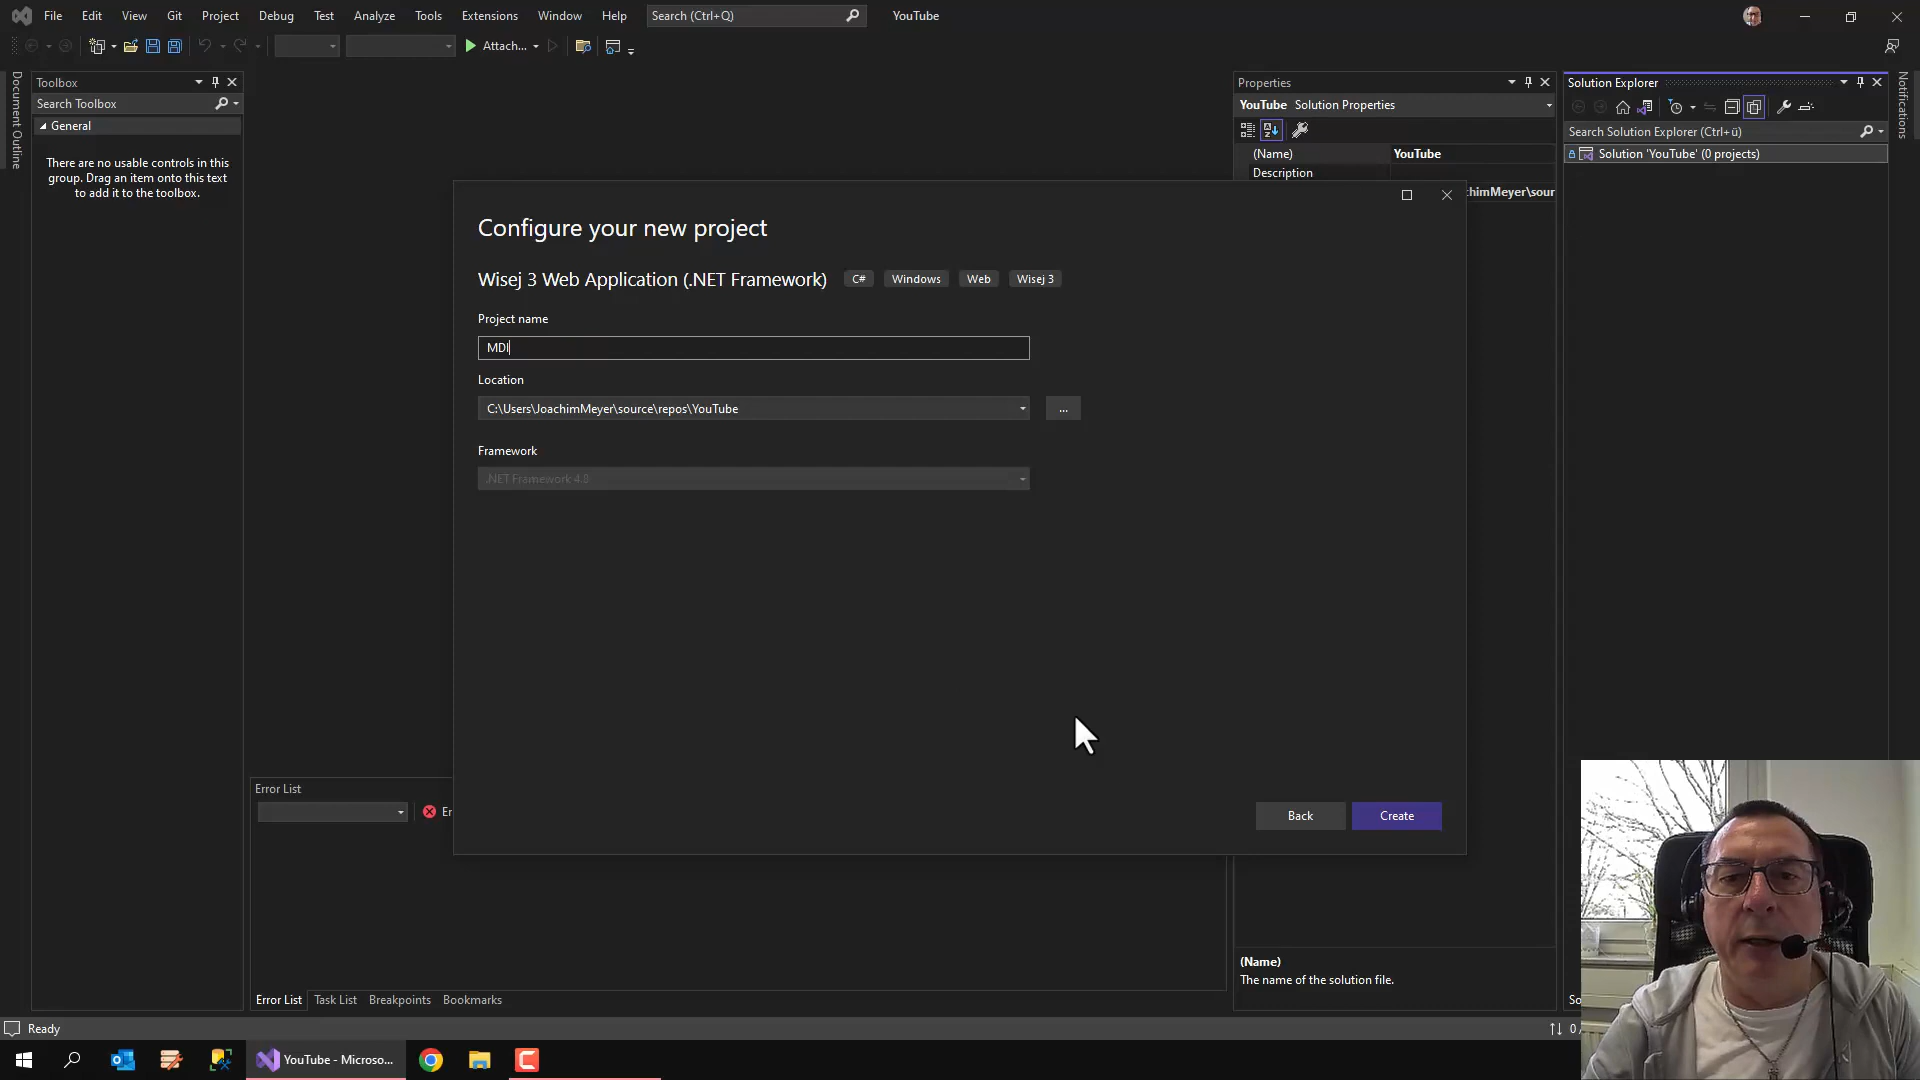 File Edit View Git Project Debug Test Analyze Tools Extensions Window Help Search (Ctrl+Q) YouTube
Attach...
Document Outline
Toolbox
Search Toolbox
General
There are no usable controls in this
group. Drag an item onto this text
to add it to the toolbox.
Properties
YouTube Solution Properties
(Name) YouTube
Description
Solution Explorer
Search Solution Explorer (Ctrl+ü)
Solution 'YouTube' (0 projects)
Notifications
Configure your new project
Wisej 3 Web Application (.NET Framework) C# Windows Web Wisej 3
Project name
MDI
Location
C:\Users\JoachimMeyer\source\repos\YouTube
...
Framework
.NET Framework 4.8
Back Create
Error List
Error List Task List Breakpoints Bookmarks
(Name)
The name of the solution file.
Ready
YouTube - Microso...